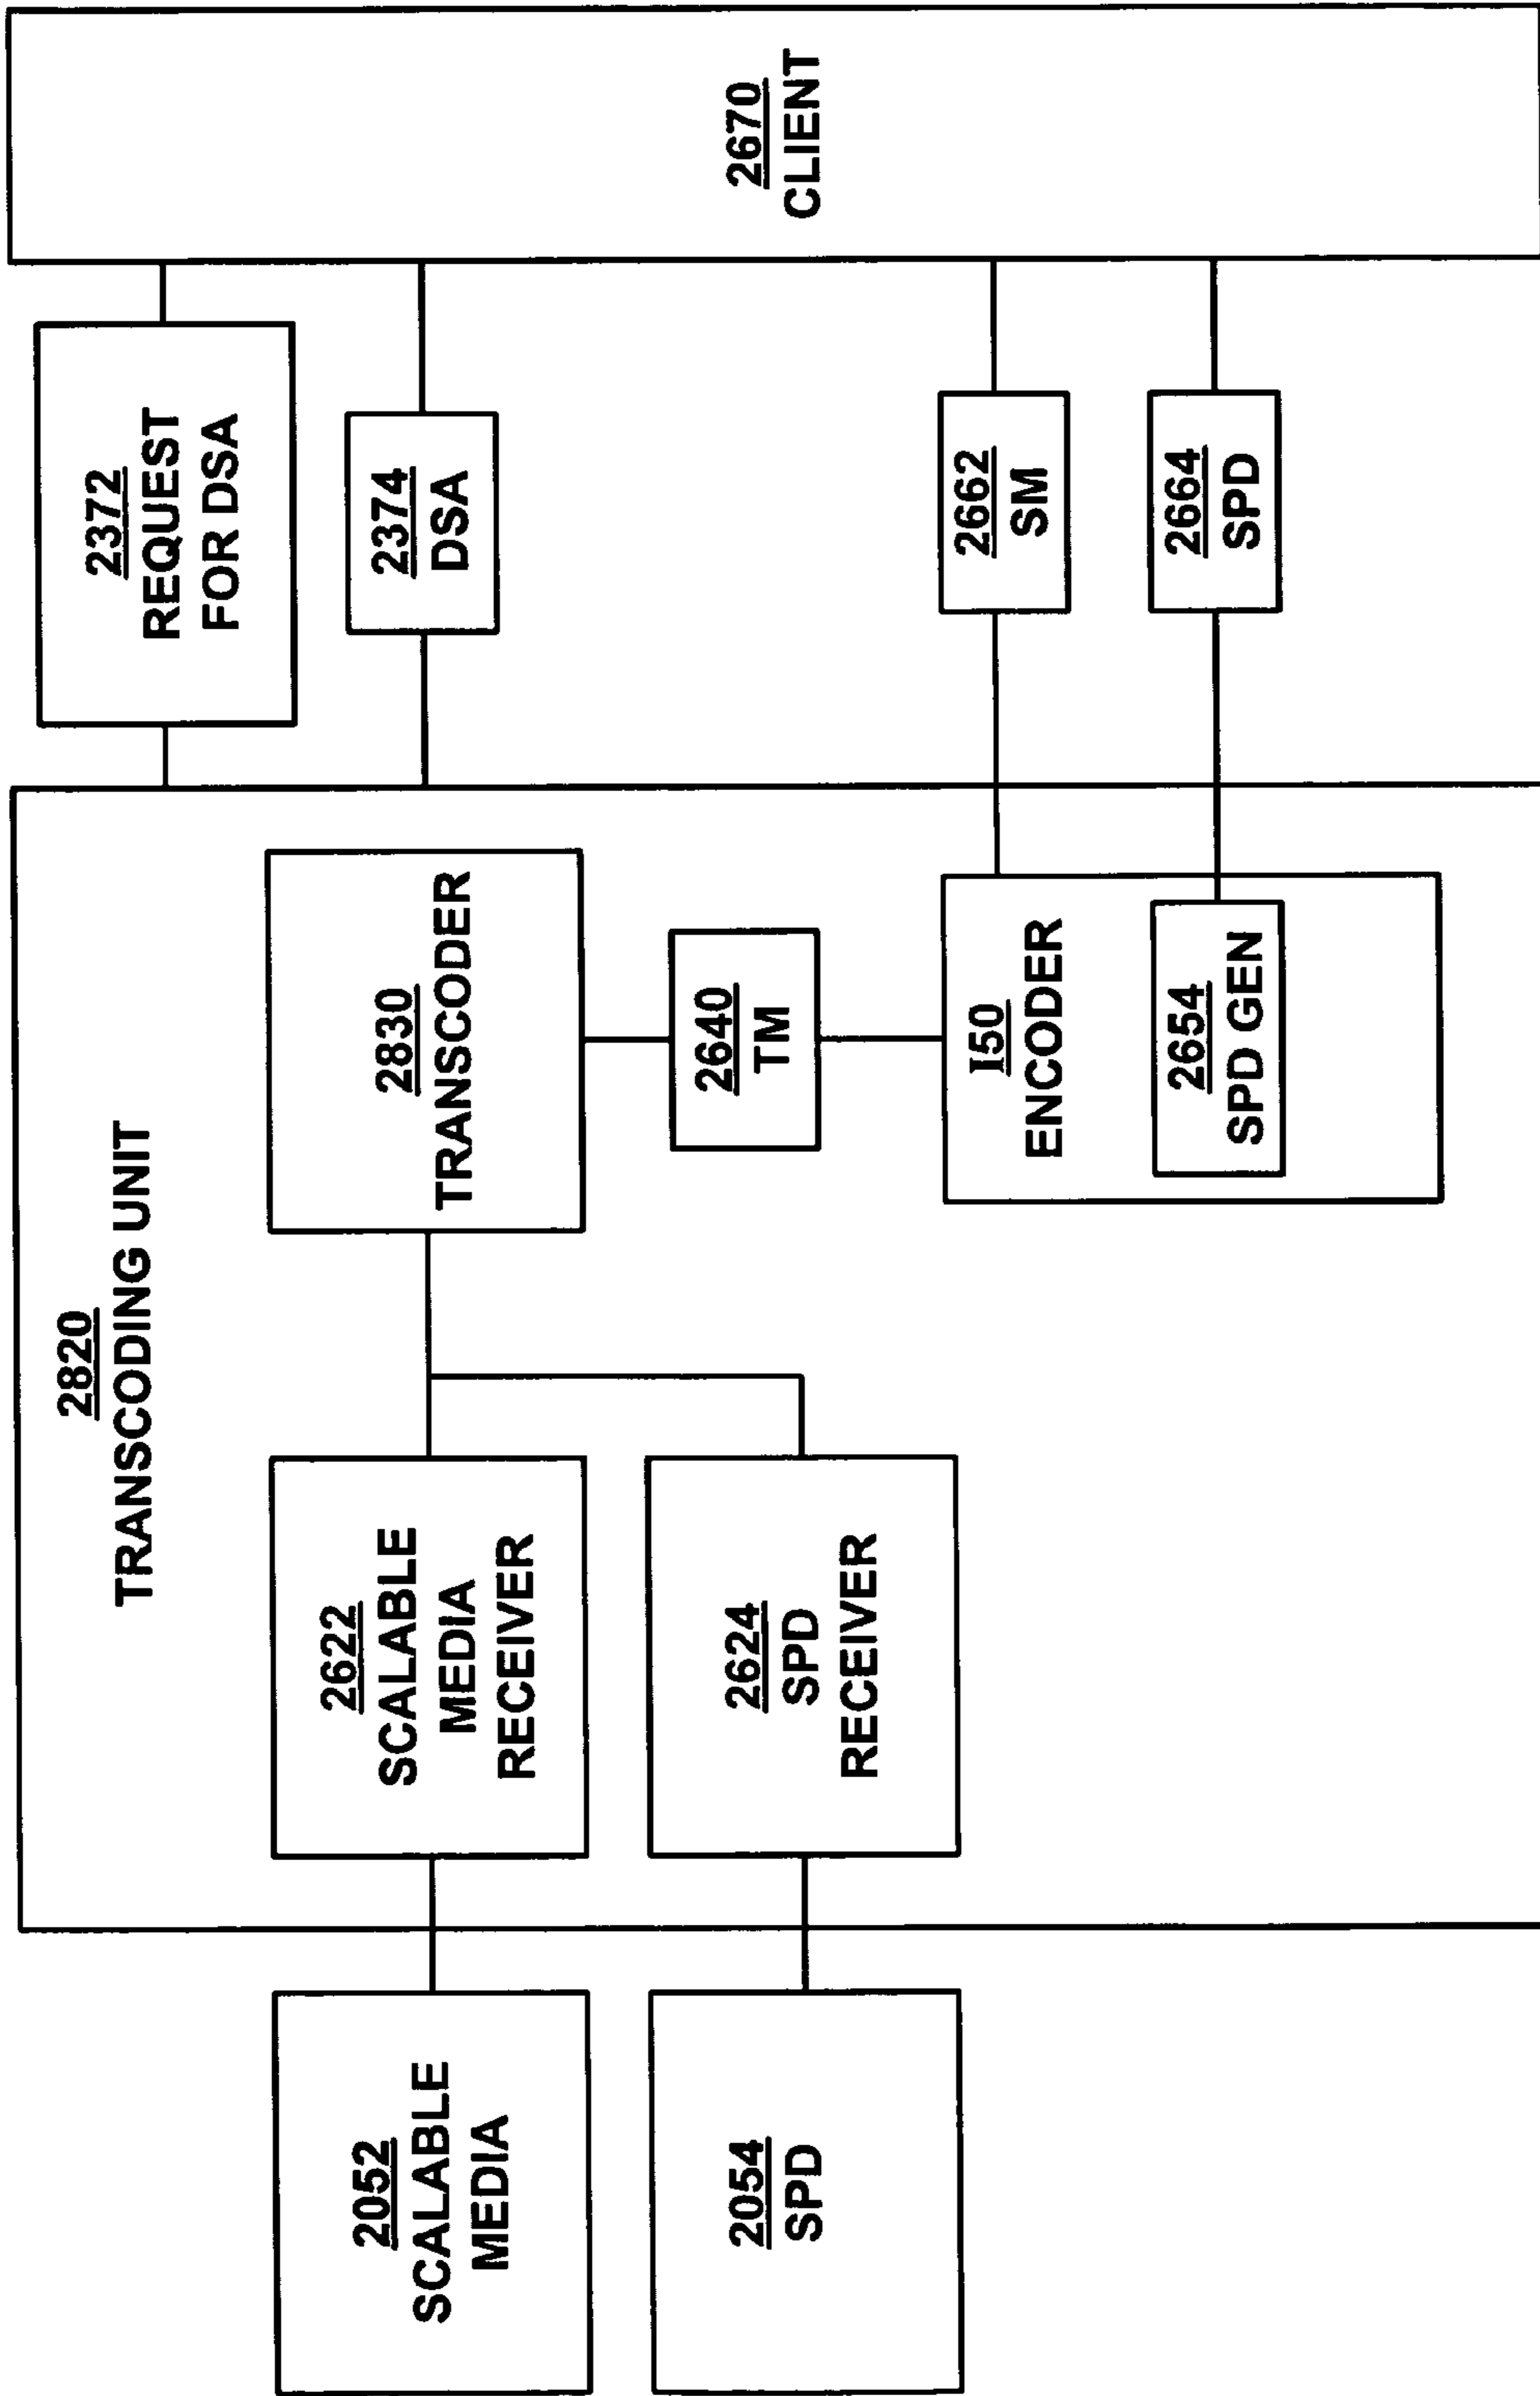 2820
TRANSCODING UNIT
2052
SCALABLE
MEDIA
2054
SPD
2622
SCALABLE
MEDIA
RECEIVER
2624
SPD
RECEIVER
2830
TRANSCODER
2640
TM
I50
ENCODER
2654
SPD GEN
2372
REQUEST
FOR DSA
2374
DSA
2662
SM
2664
SPD
2670
CLIENT